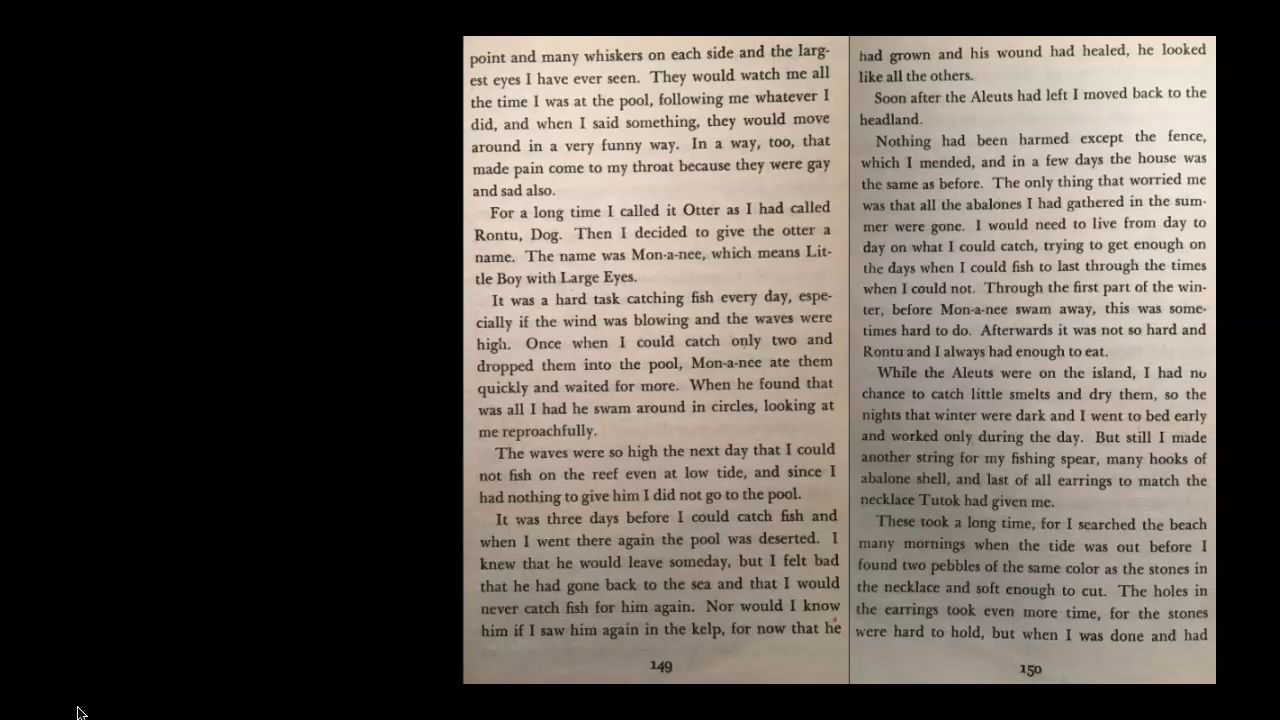 point and many whiskers on each side and the larg-
est eyes I have ever seen. They would watch me all
the time I was at the pool, following me whatever I
did, and when I said something, they would move
around in a very funny way. In a way, too, that
made pain come to my throat because they were gay
and sad also.
For a long time I called it Otter as I had called
Rontu, Dog. Then I decided to give the otter a
name. The name was Mon-a-nee, which means Lit-
tle Boy with Large Eyes.
It was a hard task catching fish every day, espe-
cially if the wind was blowing and the waves were
high. Once when I could catch only two and
dropped them into the pool, Mon-a-nee ate them
quickly and waited for more. When he found that
was all I had he swam around in circles, looking at
me reproachfully.
The waves were so high the next day that I could
not fish on the reef even at low tide, and since I
had nothing to give him I did not go to the pool.
It was three days before I could catch fish and
when I went there again the pool was deserted. I
knew that he would leave someday, but I felt bad
that he had gone back to the sea and that I would
never catch fish for him again. Nor would I know
him if I saw him again in the kelp, for now that he
149
had grown and his wound had healed, he looked
like all the others.
Soon after the Aleuts had left I moved back to the
headland.
Nothing had been harmed except the fence,
which I mended, and in a few days the house was
the same as before. The only thing that worried me
was that all the abalones I had gathered in the sum-
mer were gone. I would need to live from day to
day on what I could catch, trying to get enough on
the days when I could fish to last through the times
when I could not. Through the first part of the win-
ter, before Mon-a-nee swam away, this was some-
times hard to do. Afterwards it was not so hard and
Rontu and I always had enough to eat.
While the Aleuts were on the island, I had no
chance to catch little smelts and dry them, so the
nights that winter were dark and I went to bed early
and worked only during the day. But still I made
another string for my fishing spear, many hooks of
abalone shell, and last of all earrings to match the
necklace Tutok had given me.
These took a long time, for I searched the beach
many mornings when the tide was out before I
found two pebbles of the same color as the stones in
the necklace and soft enough to cut. The holes in
the earrings took even more time, for the stones
were hard to hold, but when I was done and had
150